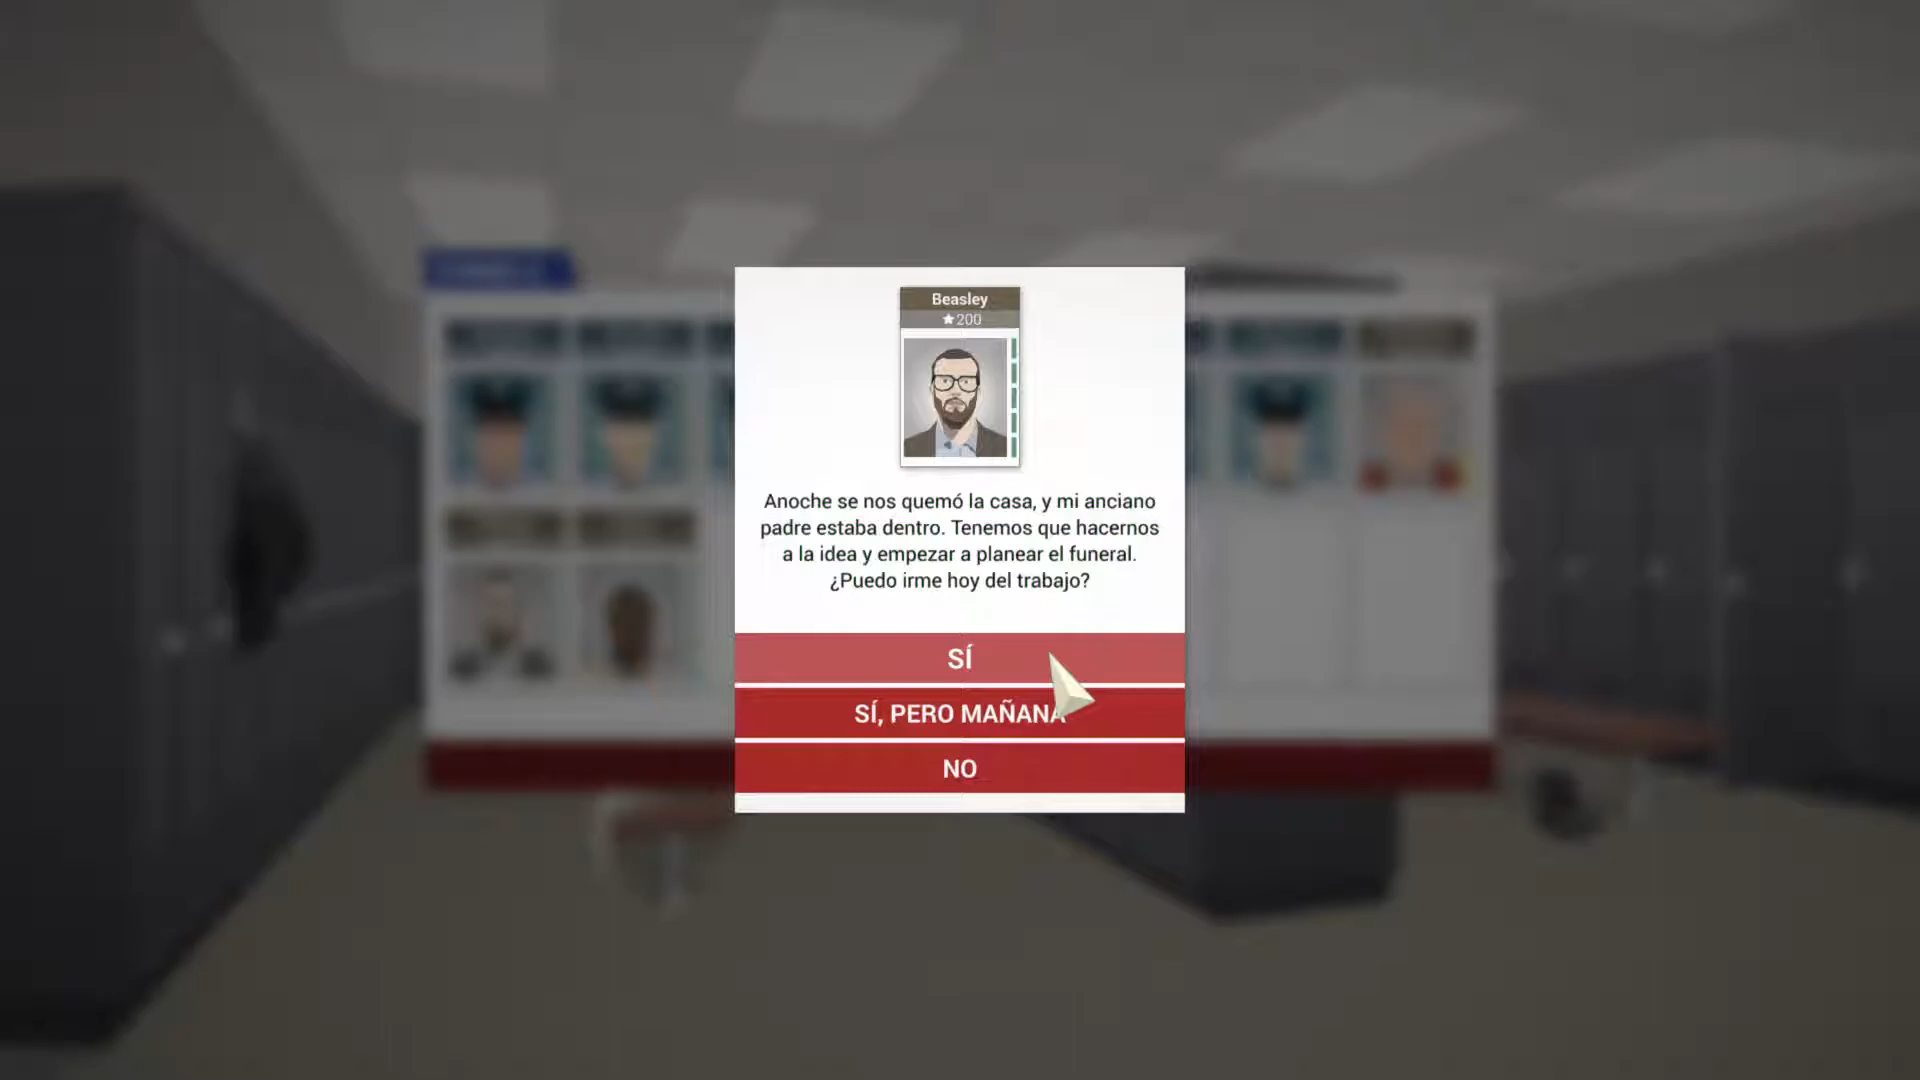 Beasley
★200
Anoche se nos quemó la casa, y mi anciano
padre estaba dentro. Tenemos que hacernos
a la idea y empezar a planear el funeral.
¿Puedo irme hoy del trabajo?
SÍ
SÍ, PERO MAÑANA
NO